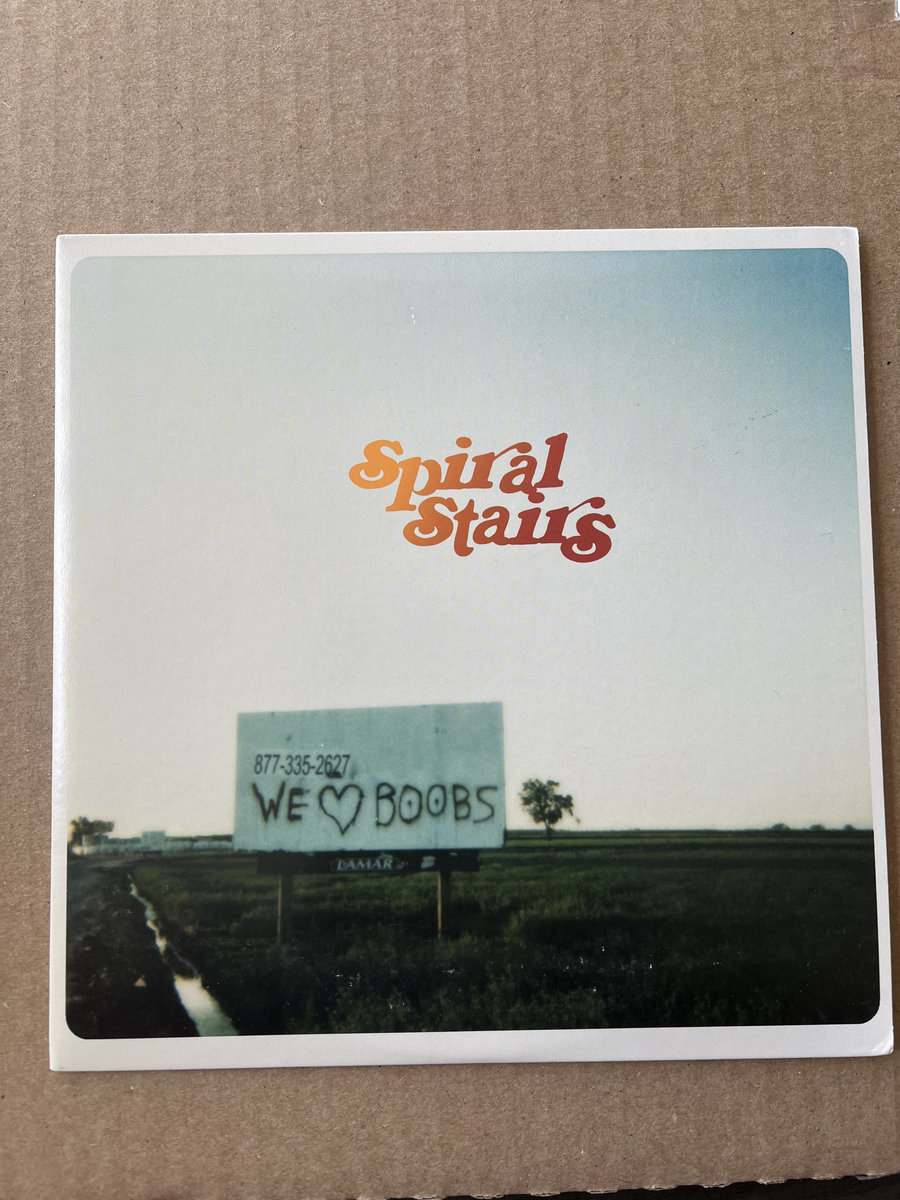 Spiral
Stairs
877-335-2627
WE ♡ BOOBS
LAMAR